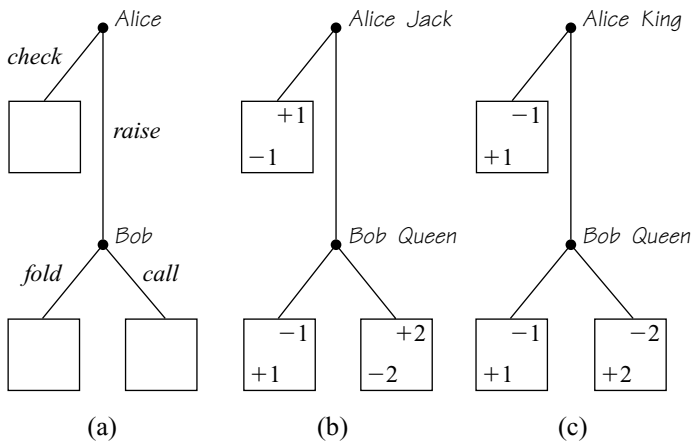 Alice
Alice Jack
Alice King
check
+1
−1
−1
+1
raise
Bob
Bob Queen
Bob Queen
fold
call
−1
+1
+2
−2
−1
+1
−2
+2
(a)
(b)
(c)